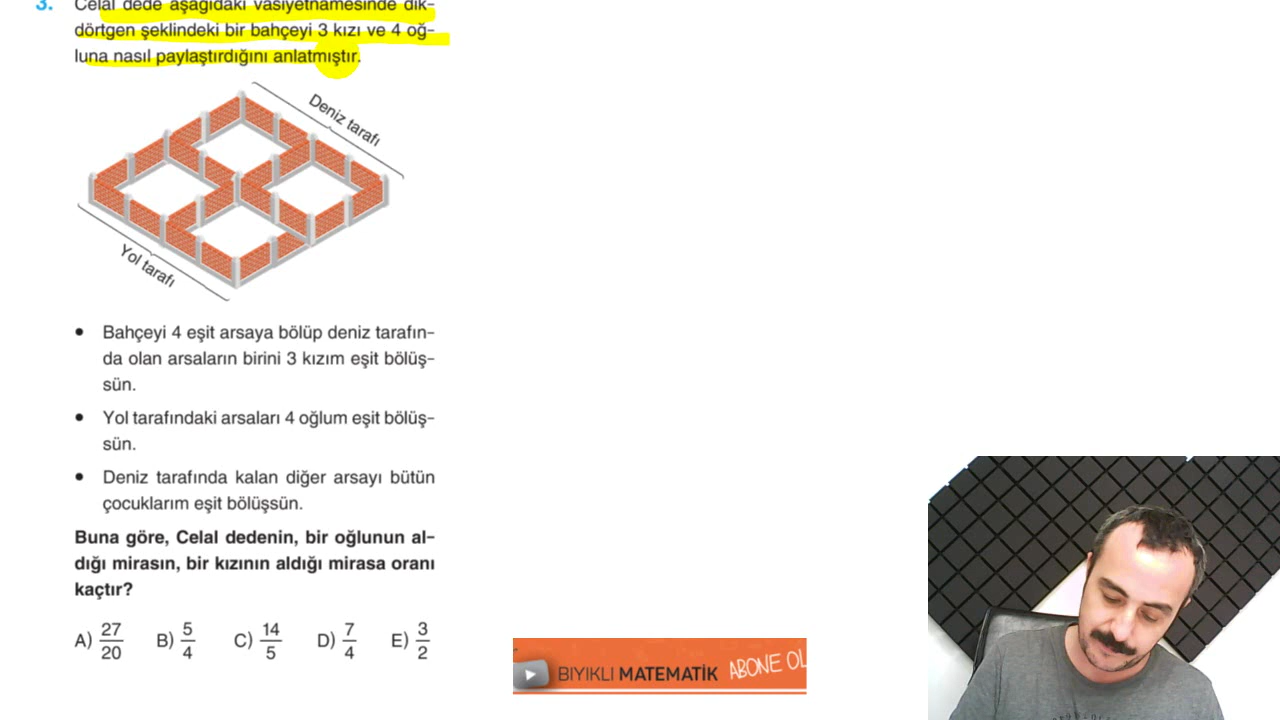 3. Celal dede aşağıdaki vasiyetnamesinde dik-
dörtgen şeklindeki bir bahçeyi 3 kızı ve 4 oğ-
luna nasıl paylaştırdığını anlatmıştır.
Deniz tarafı
Yol tarafı
• Bahçeyi 4 eşit arsaya bölüp deniz tarafın-
da olan arsaların birini 3 kızım eşit bölüş-
sün.
• Yol tarafındaki arsaları 4 oğlum eşit bölüş-
sün.
• Deniz tarafında kalan diğer arsayı bütün
çocuklarım eşit bölüşsün.
Buna göre, Celal dedenin, bir oğlunun al-
dığı mirasın, bir kızının aldığı mirasa oranı
kaçtır?
A) 27/20 B) 5/4 C) 14/5 D) 7/4 E) 3/2
BIYIKLI MATEMATİK ABONE OL